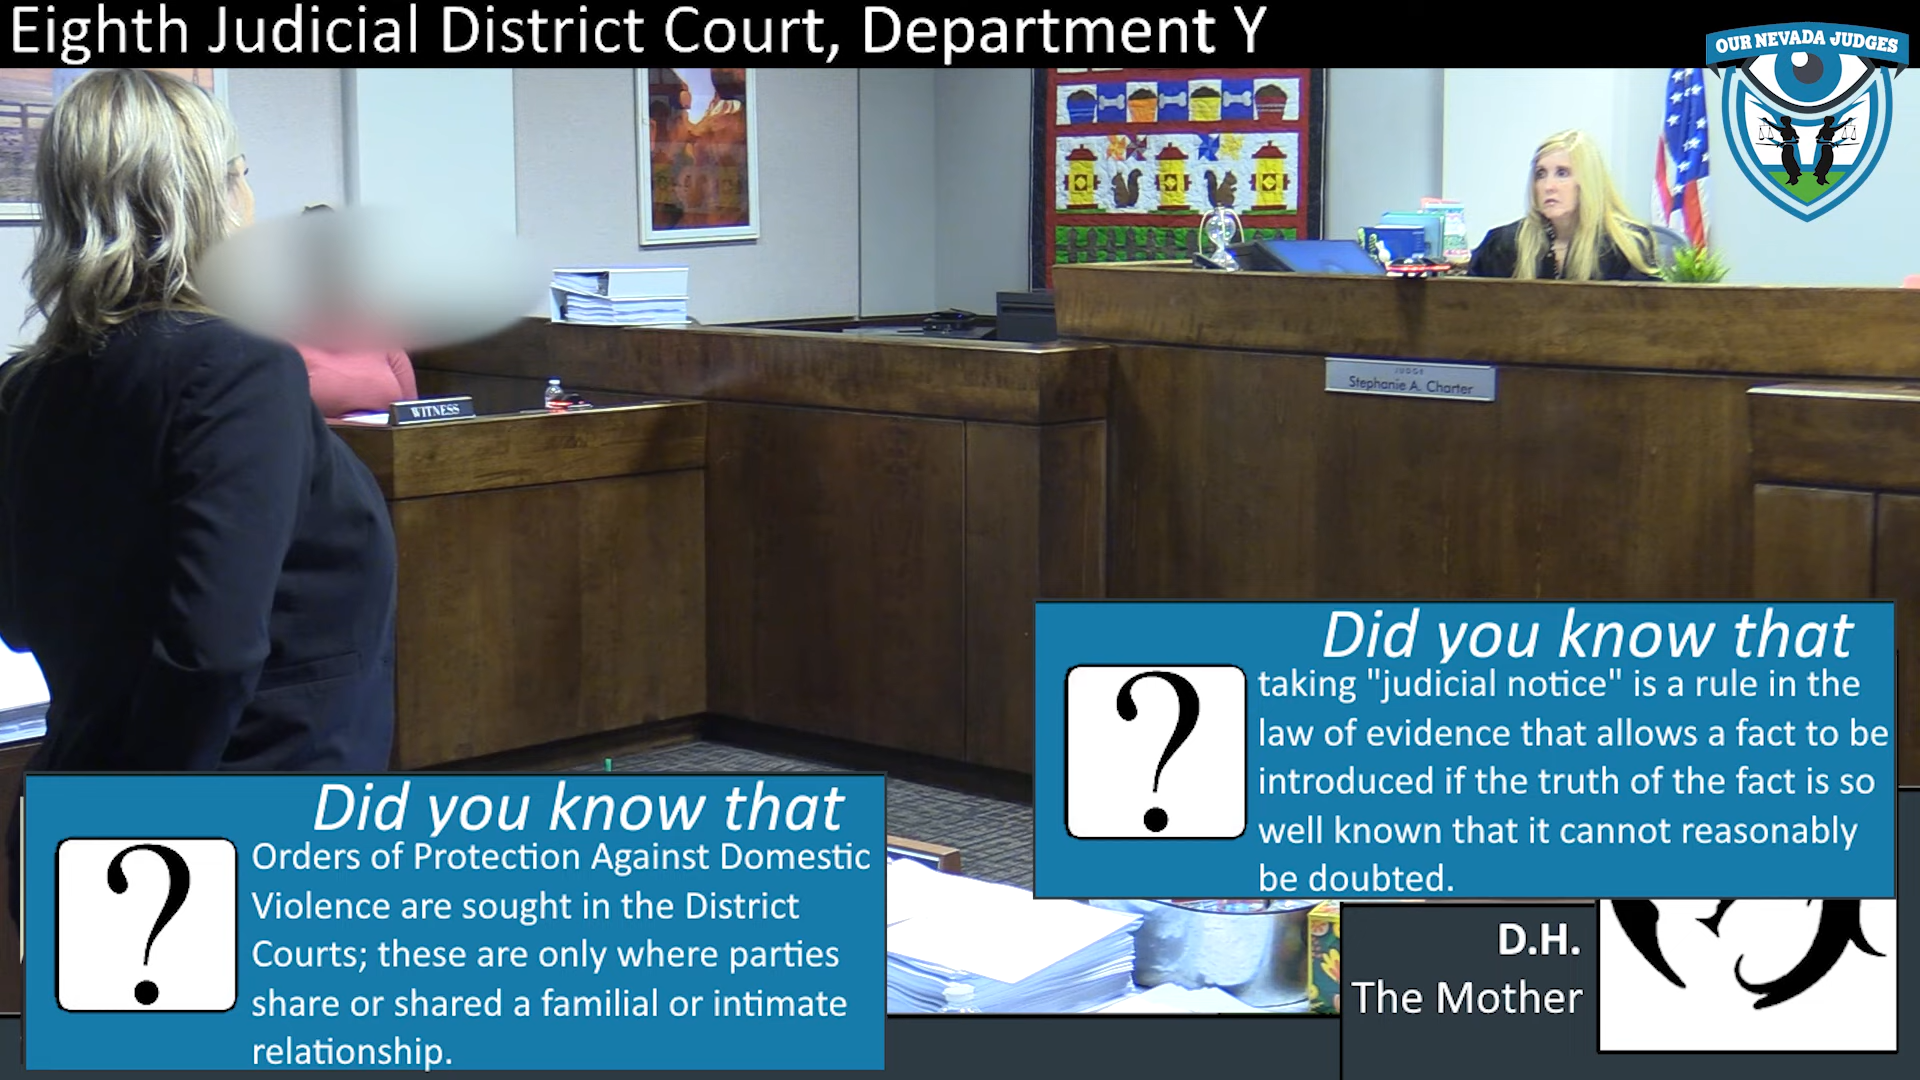 Eighth Judicial District Court, Department Y
OUR NEVADA JUDGES
JUDGE
Stephanie A. Charter
WITNESS
Did you know that
taking "judicial notice" is a rule in the
law of evidence that allows a fact to be
introduced if the truth of the fact is so
well known that it cannot reasonably
be doubted.
Did you know that
Orders of Protection Against Domestic
Violence are sought in the District
Courts; these are only where parties
share or shared a familial or intimate
relationship.
?
?
D.H.
The Mother